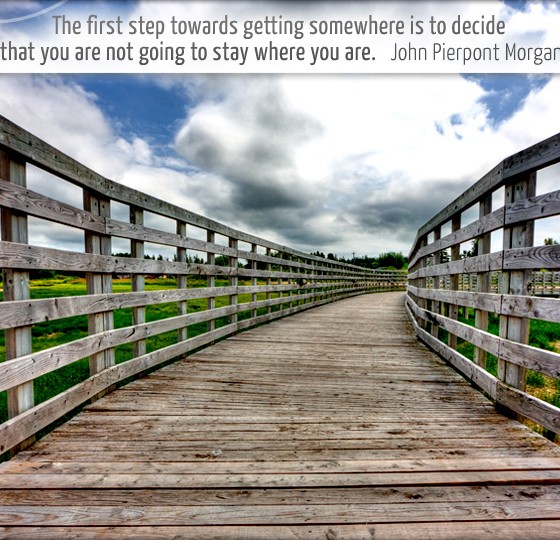 The first step towards getting somewhere is to decide
that you are not going to stay where you are. John Pierpont Morgan